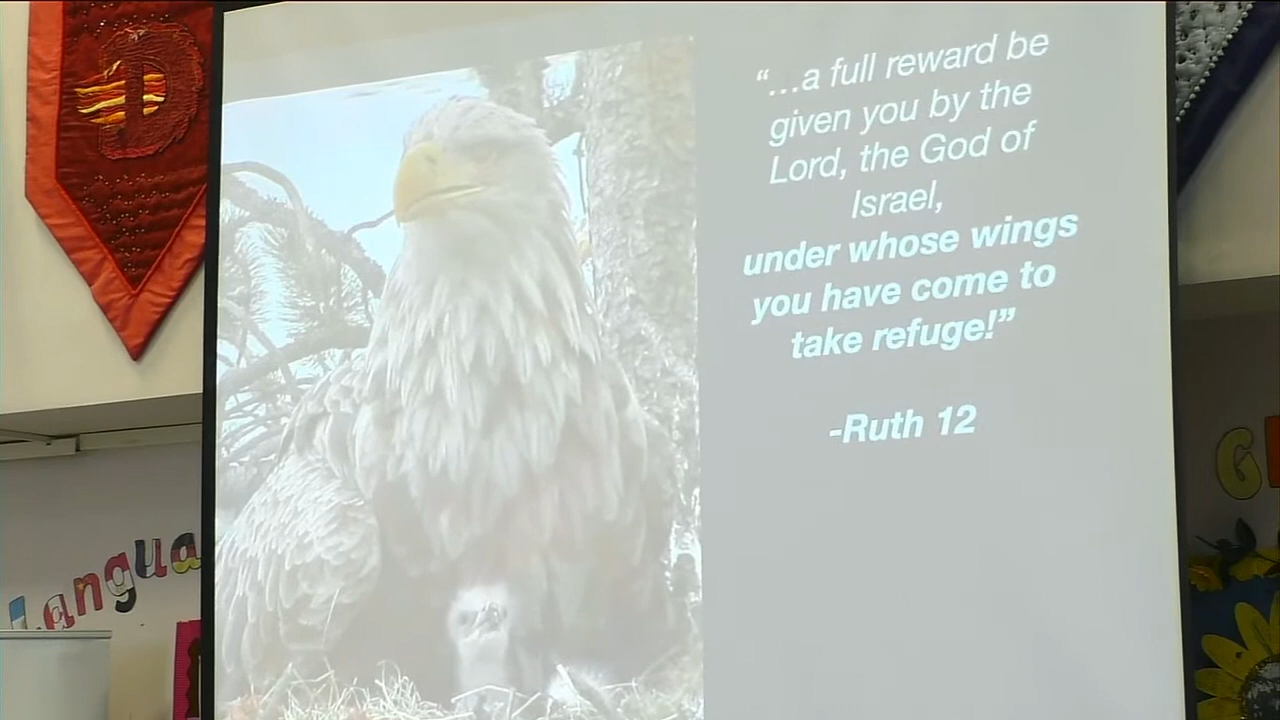 D
"...a full reward be
given you by the
Lord, the God of
Israel,
under whose wings
you have come to
take refuge!"
-Ruth 12
Langua
G